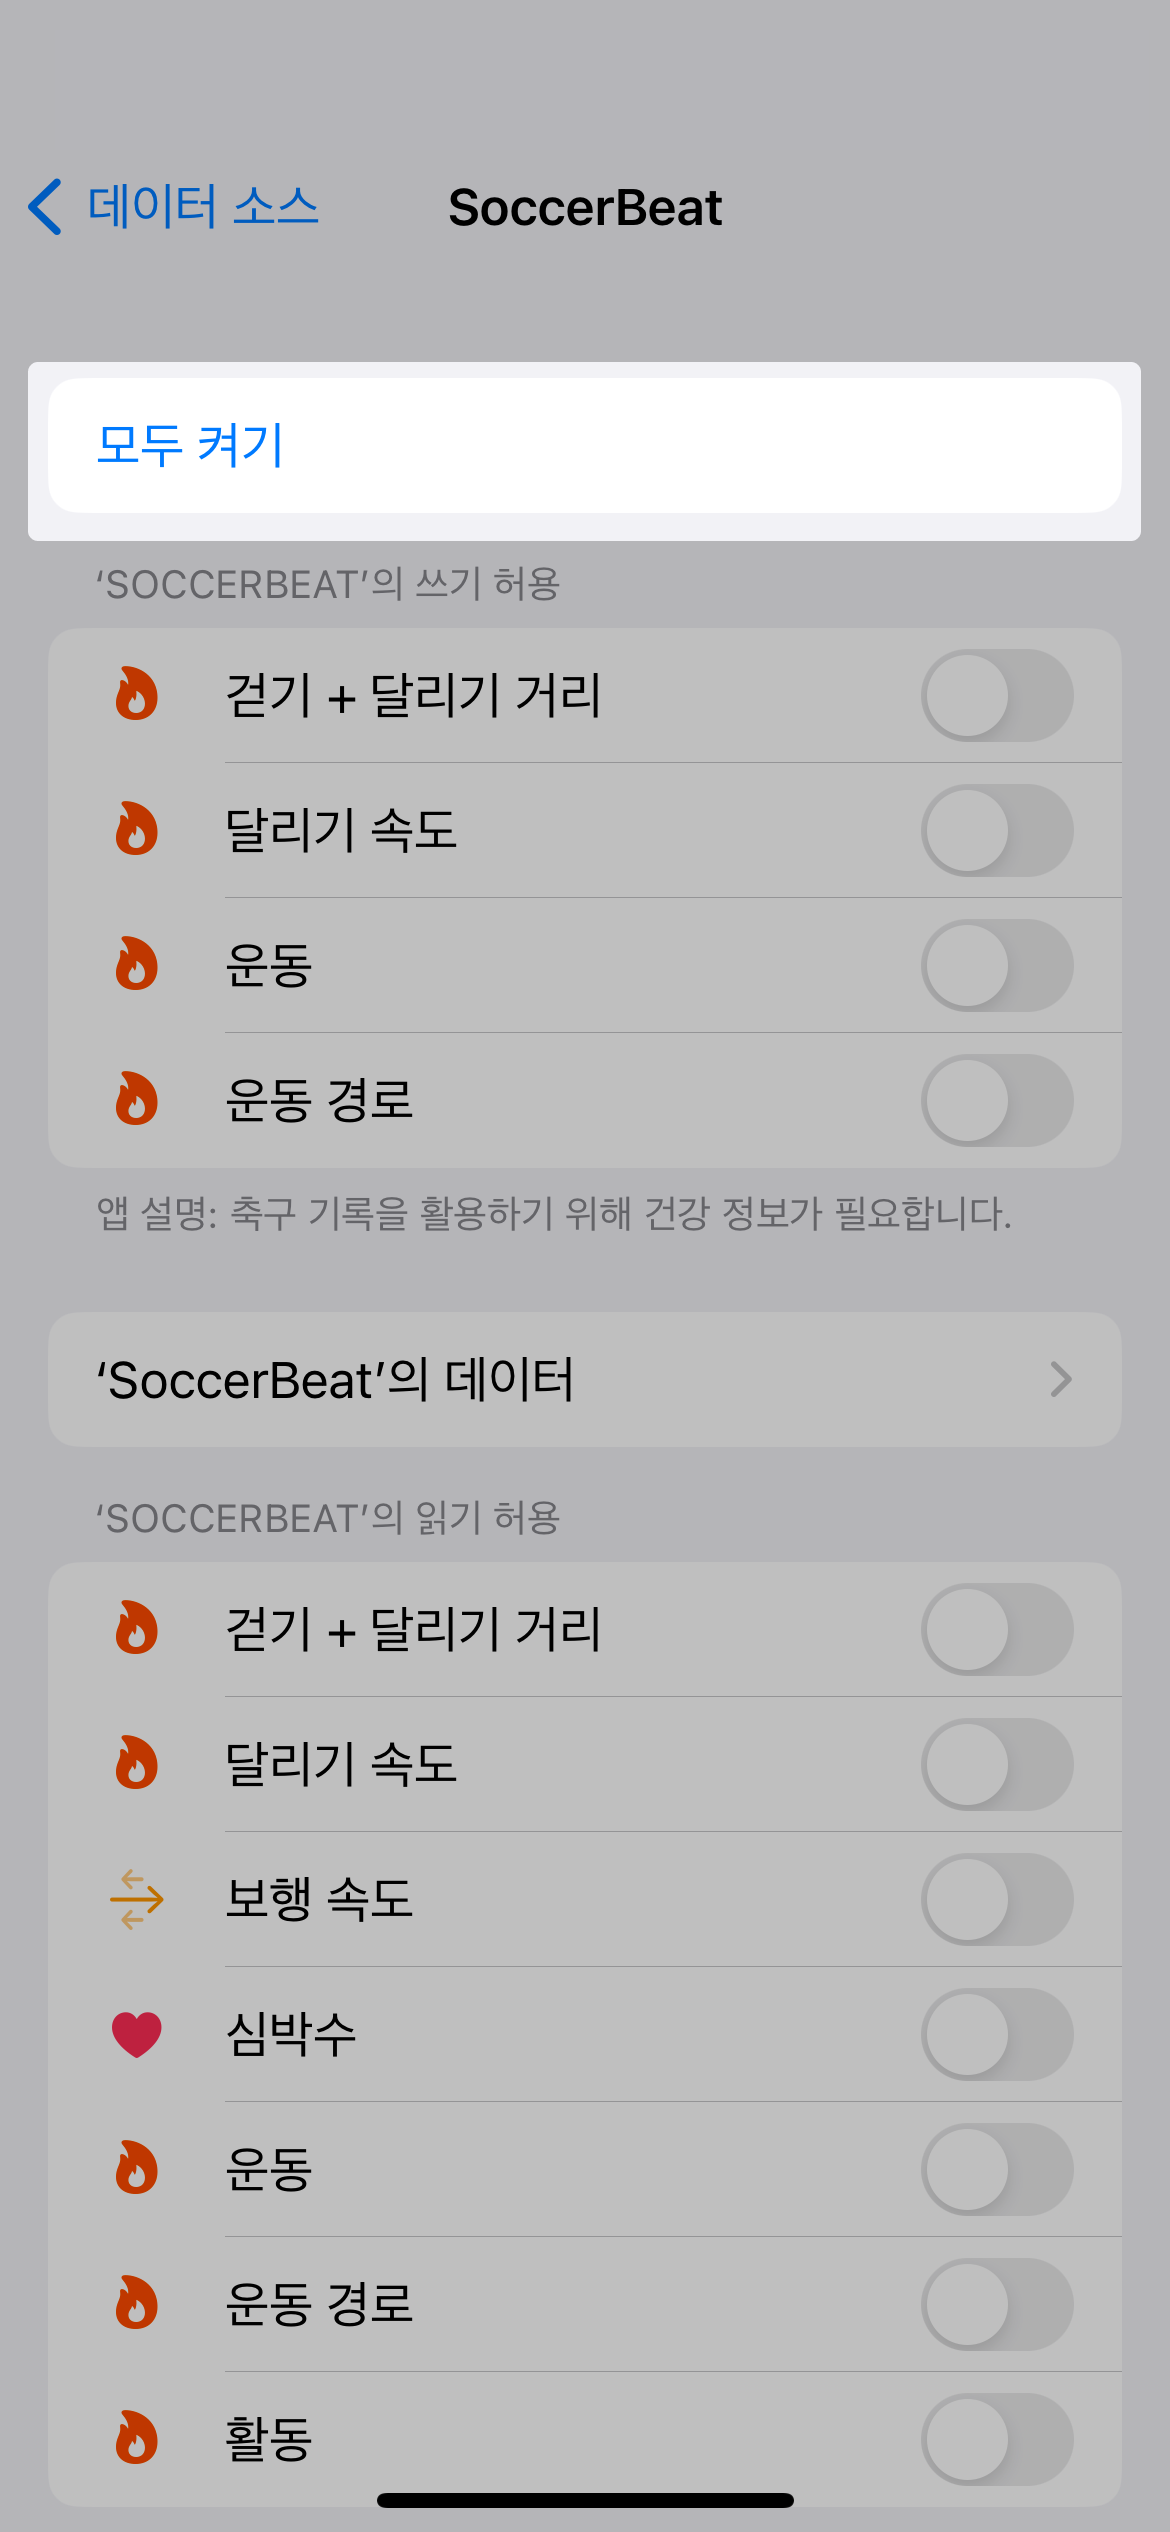 데이터 소스
SoccerBeat
모두 켜기
‘SOCCERBEAT’의 쓰기 허용
걷기 + 달리기 거리
달리기 속도
운동
운동 경로
앱 설명: 축구 기록을 활용하기 위해 건강 정보가 필요합니다.
‘SoccerBeat’의 데이터
‘SOCCERBEAT’의 읽기 허용
걷기 + 달리기 거리
달리기 속도
보행 속도
심박수
운동
운동 경로
활동